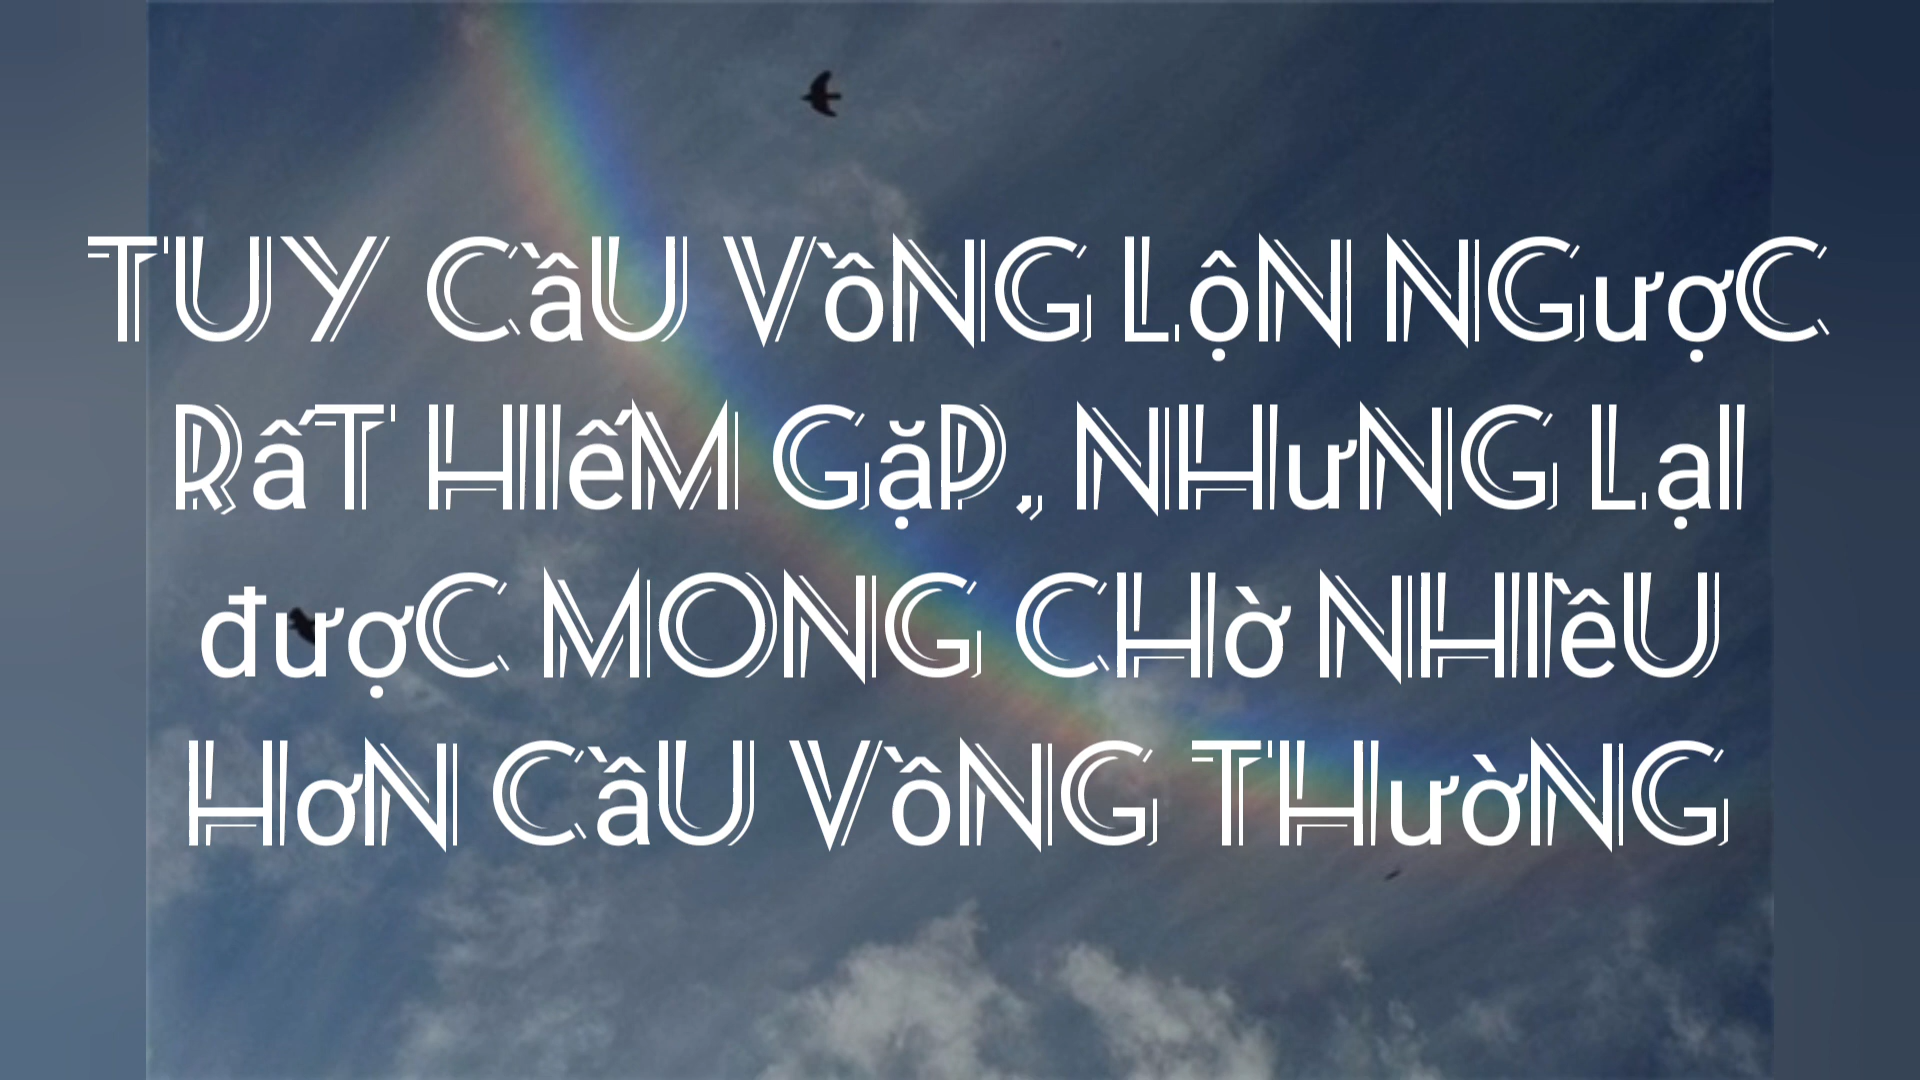 TUY CầU VồNG LộN NGượC
RấT HIếM GặP, NHưNG LạI
đượC MONG CHờ NHIềU
HơN CầU VồNG THườNG